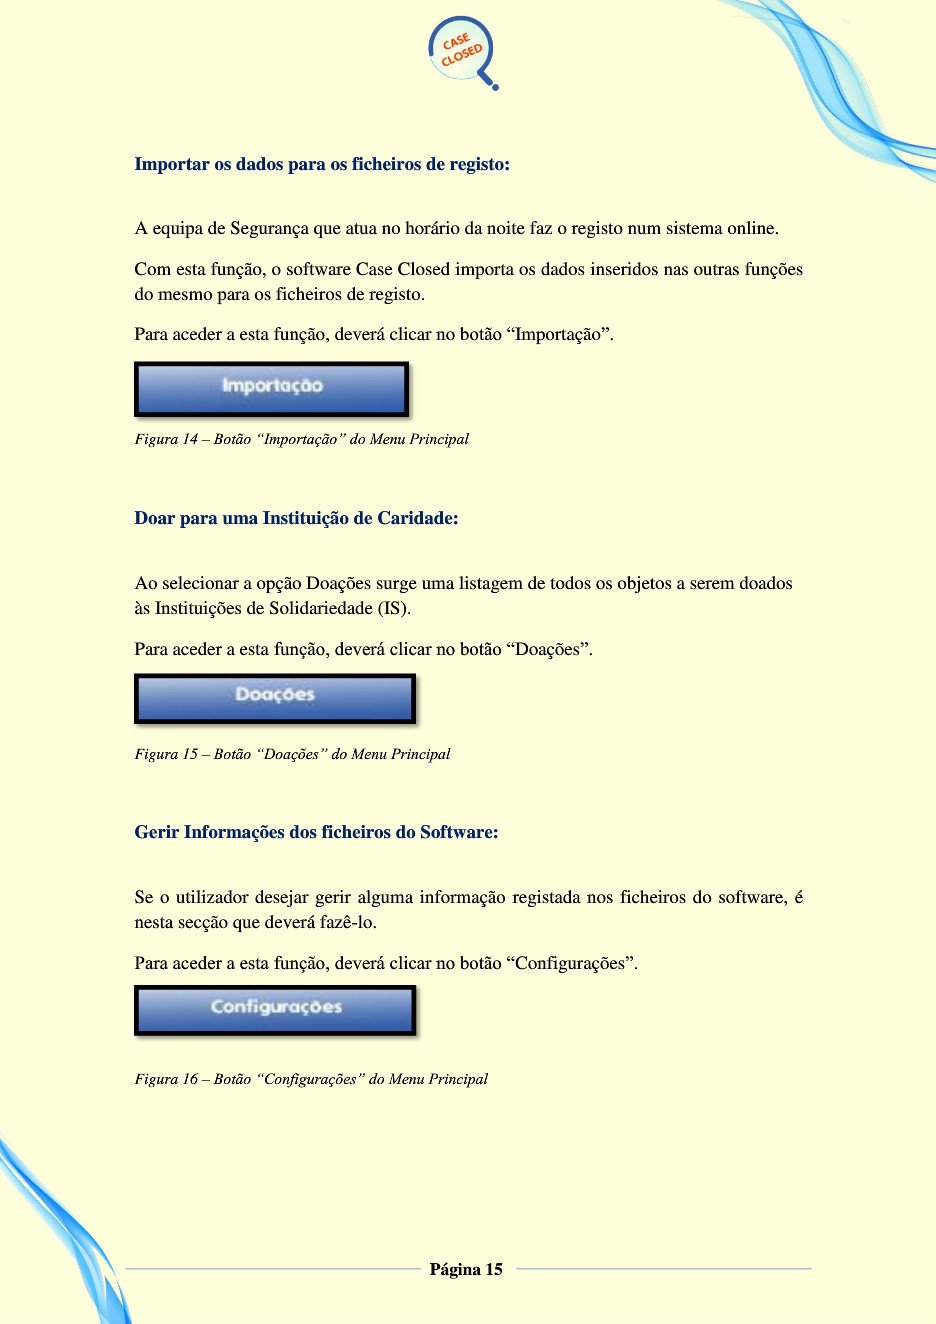 CASE
CLOSED
Importar os dados para os ficheiros de registo:
A equipa de Segurança que atua no horário da noite faz o registo num sistema online.
Com esta função, o software Case Closed importa os dados inseridos nas outras funções
do mesmo para os ficheiros de registo.
Para aceder a esta função, deverá clicar no botão “Importação”.
Importação
Figura 14 – Botão “Importação” do Menu Principal
Doar para uma Instituição de Caridade:
Ao selecionar a opção Doações surge uma listagem de todos os objetos a serem doados
às Instituições de Solidariedade (IS).
Para aceder a esta função, deverá clicar no botão “Doações”.
Doações
Figura 15 – Botão “Doações” do Menu Principal
Gerir Informações dos ficheiros do Software:
Se o utilizador desejar gerir alguma informação registada nos ficheiros do software, é
nesta secção que deverá fazê-lo.
Para aceder a esta função, deverá clicar no botão “Configurações”.
Configurações
Figura 16 – Botão “Configurações” do Menu Principal
Página 15